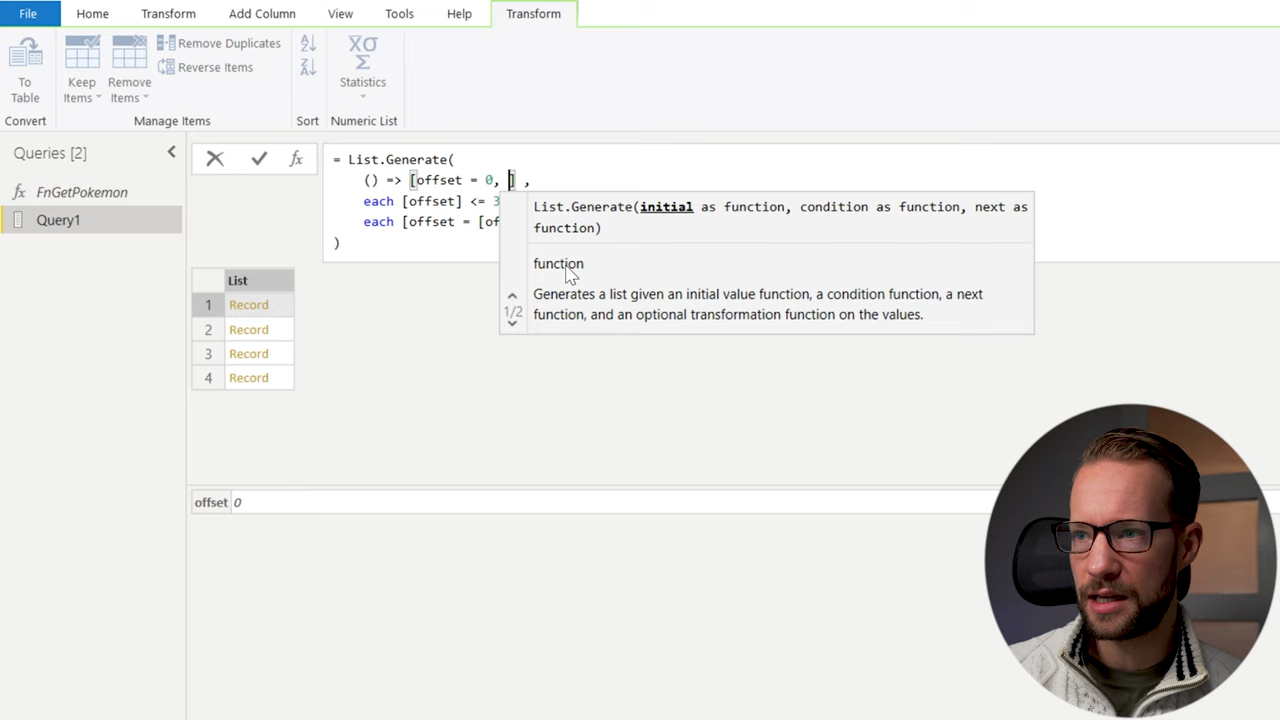 File Home Transform Add Column View Tools Help Transform
To Table
Keep Items
Remove Items
Remove Duplicates
Reverse Items
Statistics
Convert Manage Items Sort Numeric List
Queries [2]
FnGetPokemon
Query1
fx
= List.Generate(
() => [offset = 0, ] ,
each [offset] <= 3
each [offset = [of
)
List.Generate(initial as function, condition as function, next as
function)
function
Generates a list given an initial value function, a condition function, a next
function, and an optional transformation function on the values.
1/2
List
1 Record
2 Record
3 Record
4 Record
offset 0